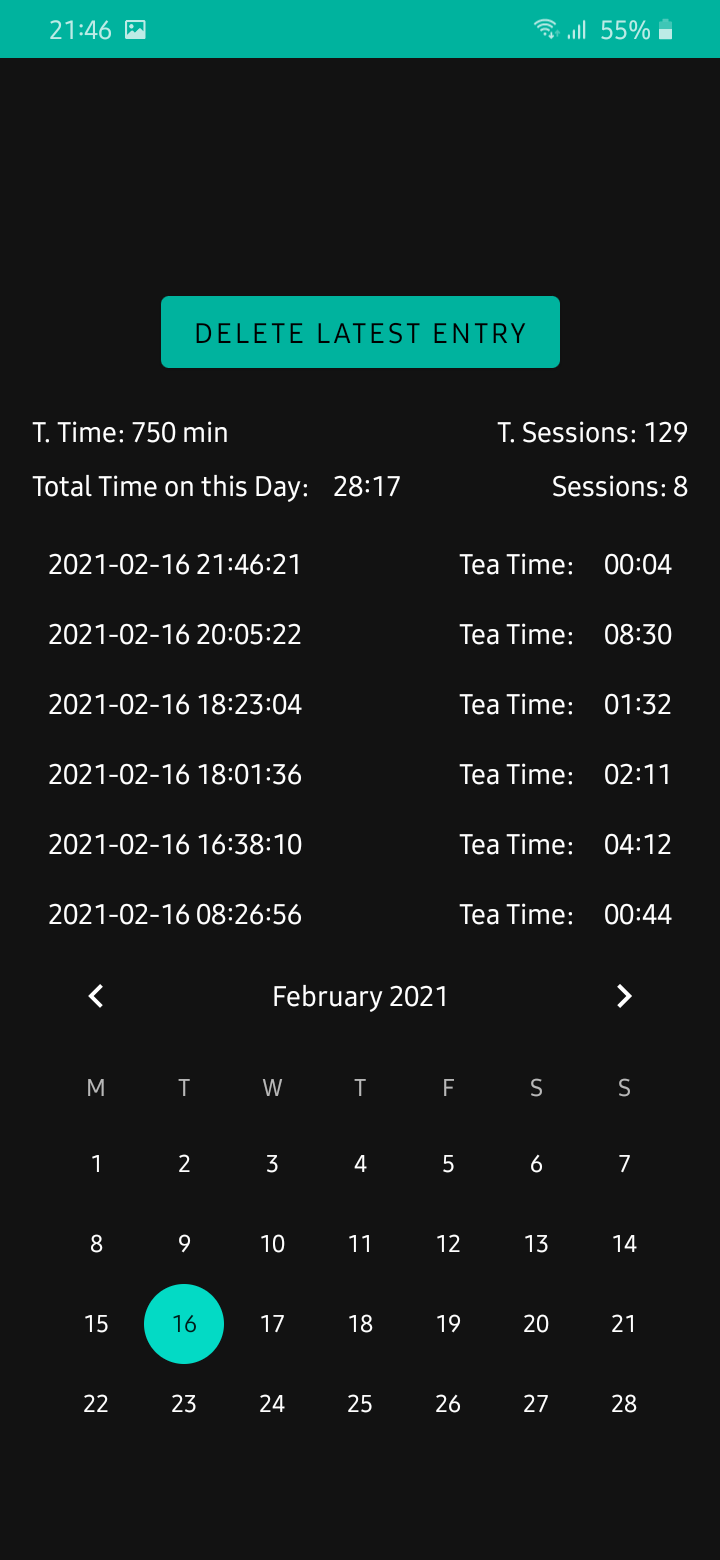 21:46 55%
DELETE LATEST ENTRY
T. Time: 750 min T. Sessions: 129
Total Time on this Day: 28:17 Sessions: 8
2021-02-16 21:46:21 Tea Time: 00:04
2021-02-16 20:05:22 Tea Time: 08:30
2021-02-16 18:23:04 Tea Time: 01:32
2021-02-16 18:01:36 Tea Time: 02:11
2021-02-16 16:38:10 Tea Time: 04:12
2021-02-16 08:26:56 Tea Time: 00:44
February 2021
M T W T F S S
1 2 3 4 5 6 7
8 9 10 11 12 13 14
15 16 17 18 19 20 21
22 23 24 25 26 27 28